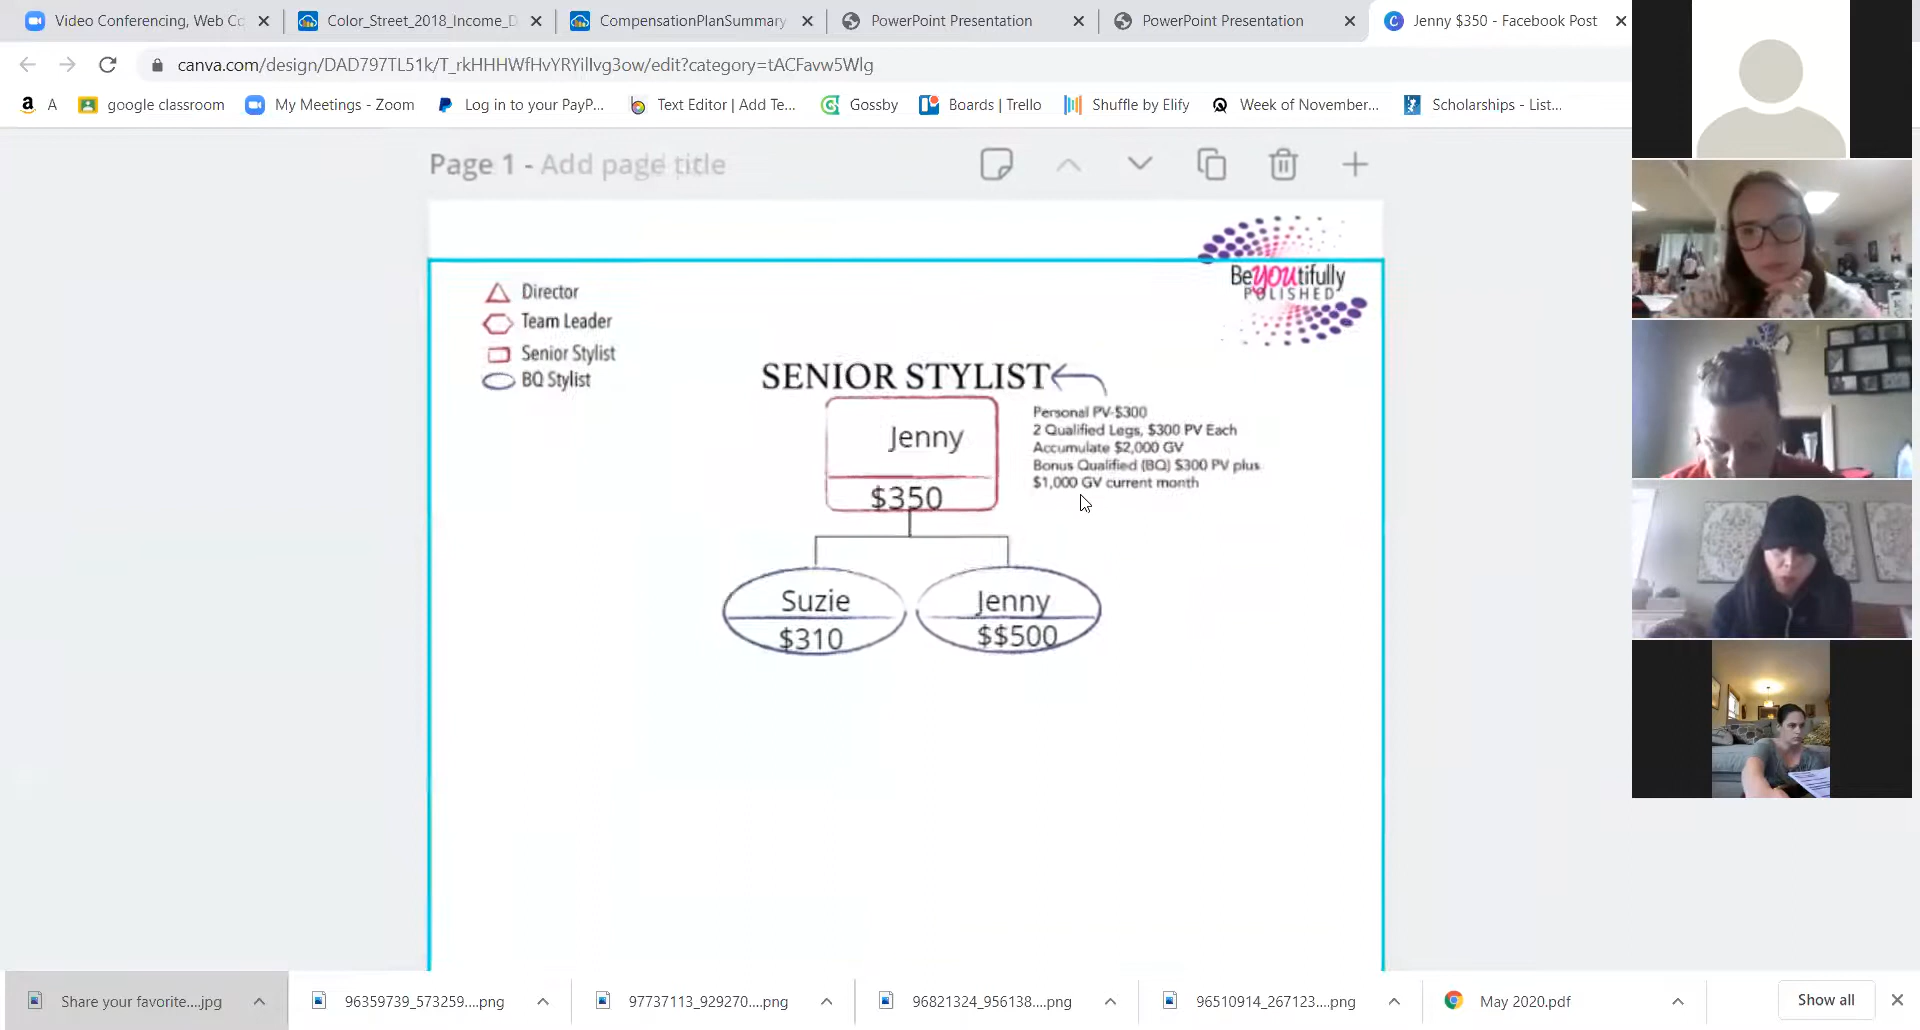 Video Conferencing, Web Co
Color_Street_2018_Income_D
CompensationPlanSummary
PowerPoint Presentation
PowerPoint Presentation
Jenny $350 - Facebook Post
canva.com/design/DAD797TL51k/T_rkHHHWfHvYRYillvg3ow/edit?category=tACFavw5Wlg
A
google classroom
My Meetings - Zoom
Log in to your PayP...
Text Editor | Add Te...
Gossby
Boards | Trello
Shuffle by Elify
Week of November...
Scholarships - List...
Page 1 - Add page title
BeYOUtifully
POLISHED
Director
Team Leader
Senior Stylist
BQ Stylist
SENIOR STYLIST
Personal PV-$300
2 Qualified Legs, $300 PV Each
Accumulate $2,000 GV
Bonus Qualified (BQ) $300 PV plus
$1,000 GV current month
Jenny
$350
Suzie
$310
Jenny
$$500
Share your favorite....jpg
96359739_573259....png
97737113_929270....png
96821324_956138....png
96510914_267123....png
May 2020.pdf
Show all